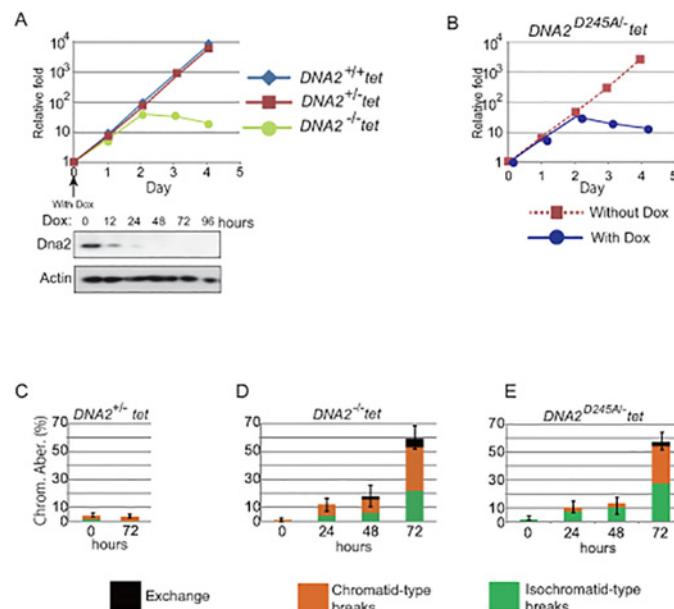 A
Relative fold
10^4
10^3
10^2
10
1
0 1 2 3 4 5
Day
With Dox
DNA2^+/+ tet
DNA2^+/- tet
DNA2^-/- tet
Dox: 0 12 24 48 72 96 hours
Dna2
Actin
B
DNA2^D245A/- tet
Relative fold
10^4
10^3
10^2
10
1
0 1 2 3 4 5
Day
Without Dox
With Dox
C
DNA2^+/- tet
Chrom. Aber. (%)
70
50
30
10
0
0 72
hours
D
DNA2^-/- tet
70
50
30
10
0
0 24 48 72
hours
E
DNA2^D245A/- tet
70
50
30
10
0
0 24 48 72
hours
Exchange
Chromatid-type
breaks
Isochromatid-type
breaks